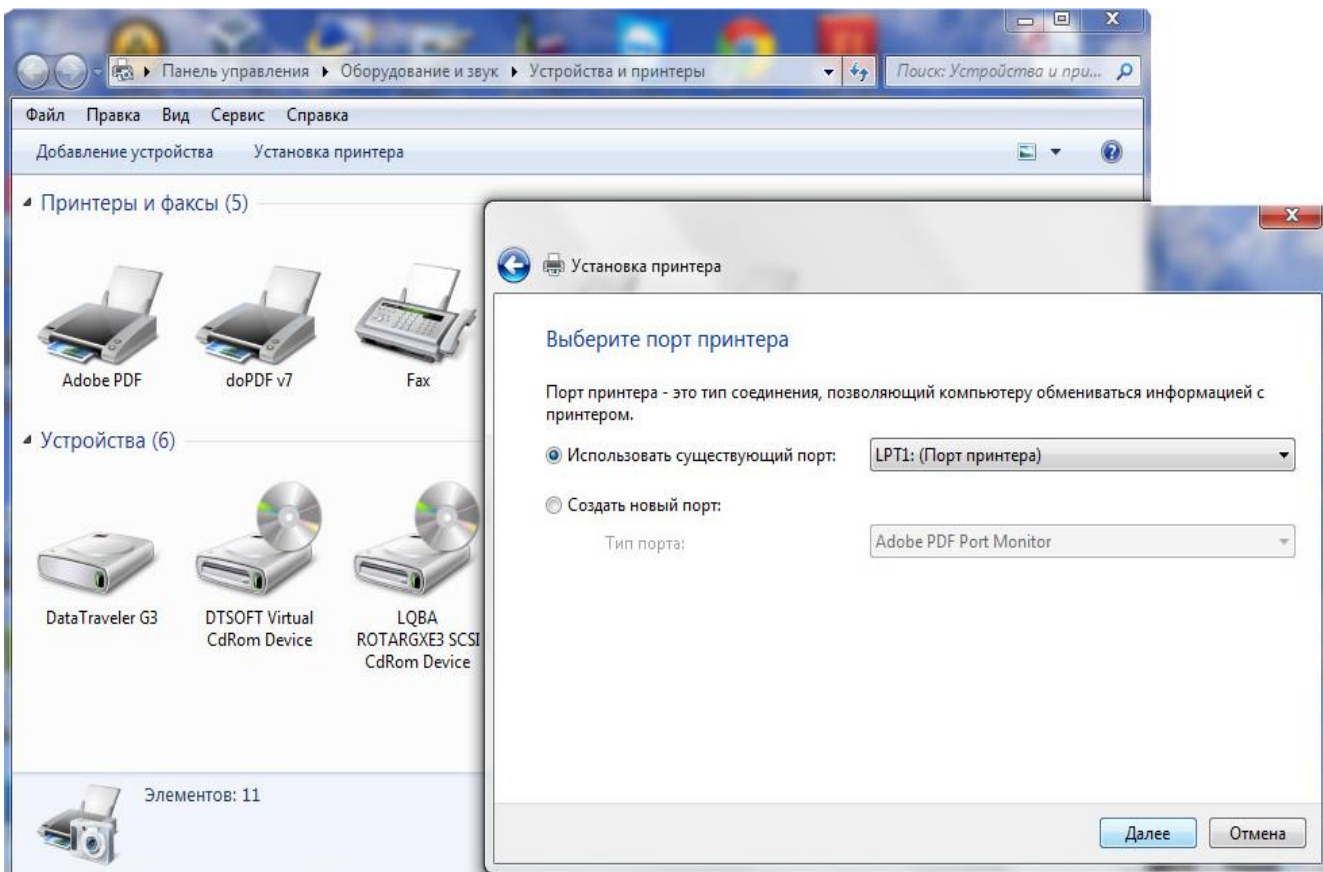 Панель управления ▸ Оборудование и звук ▸ Устройства и принтеры
Поиск: Устройства и при...
Файл Правка Вид Сервис Справка
Добавление устройства Установка принтера
Принтеры и факсы (5)
Adobe PDF
doPDF v7
Fax
Устройства (6)
DataTraveler G3
DTSOFT Virtual
CdRom Device
LQBA
ROTARGXE3 SCSI
CdRom Device
Элементов: 11
Установка принтера
Выберите порт принтера
Порт принтера - это тип соединения, позволяющий компьютеру обмениваться информацией с
принтером.
Использовать существующий порт: LPT1: (Порт принтера)
Создать новый порт:
Тип порта: Adobe PDF Port Monitor
Далее Отмена